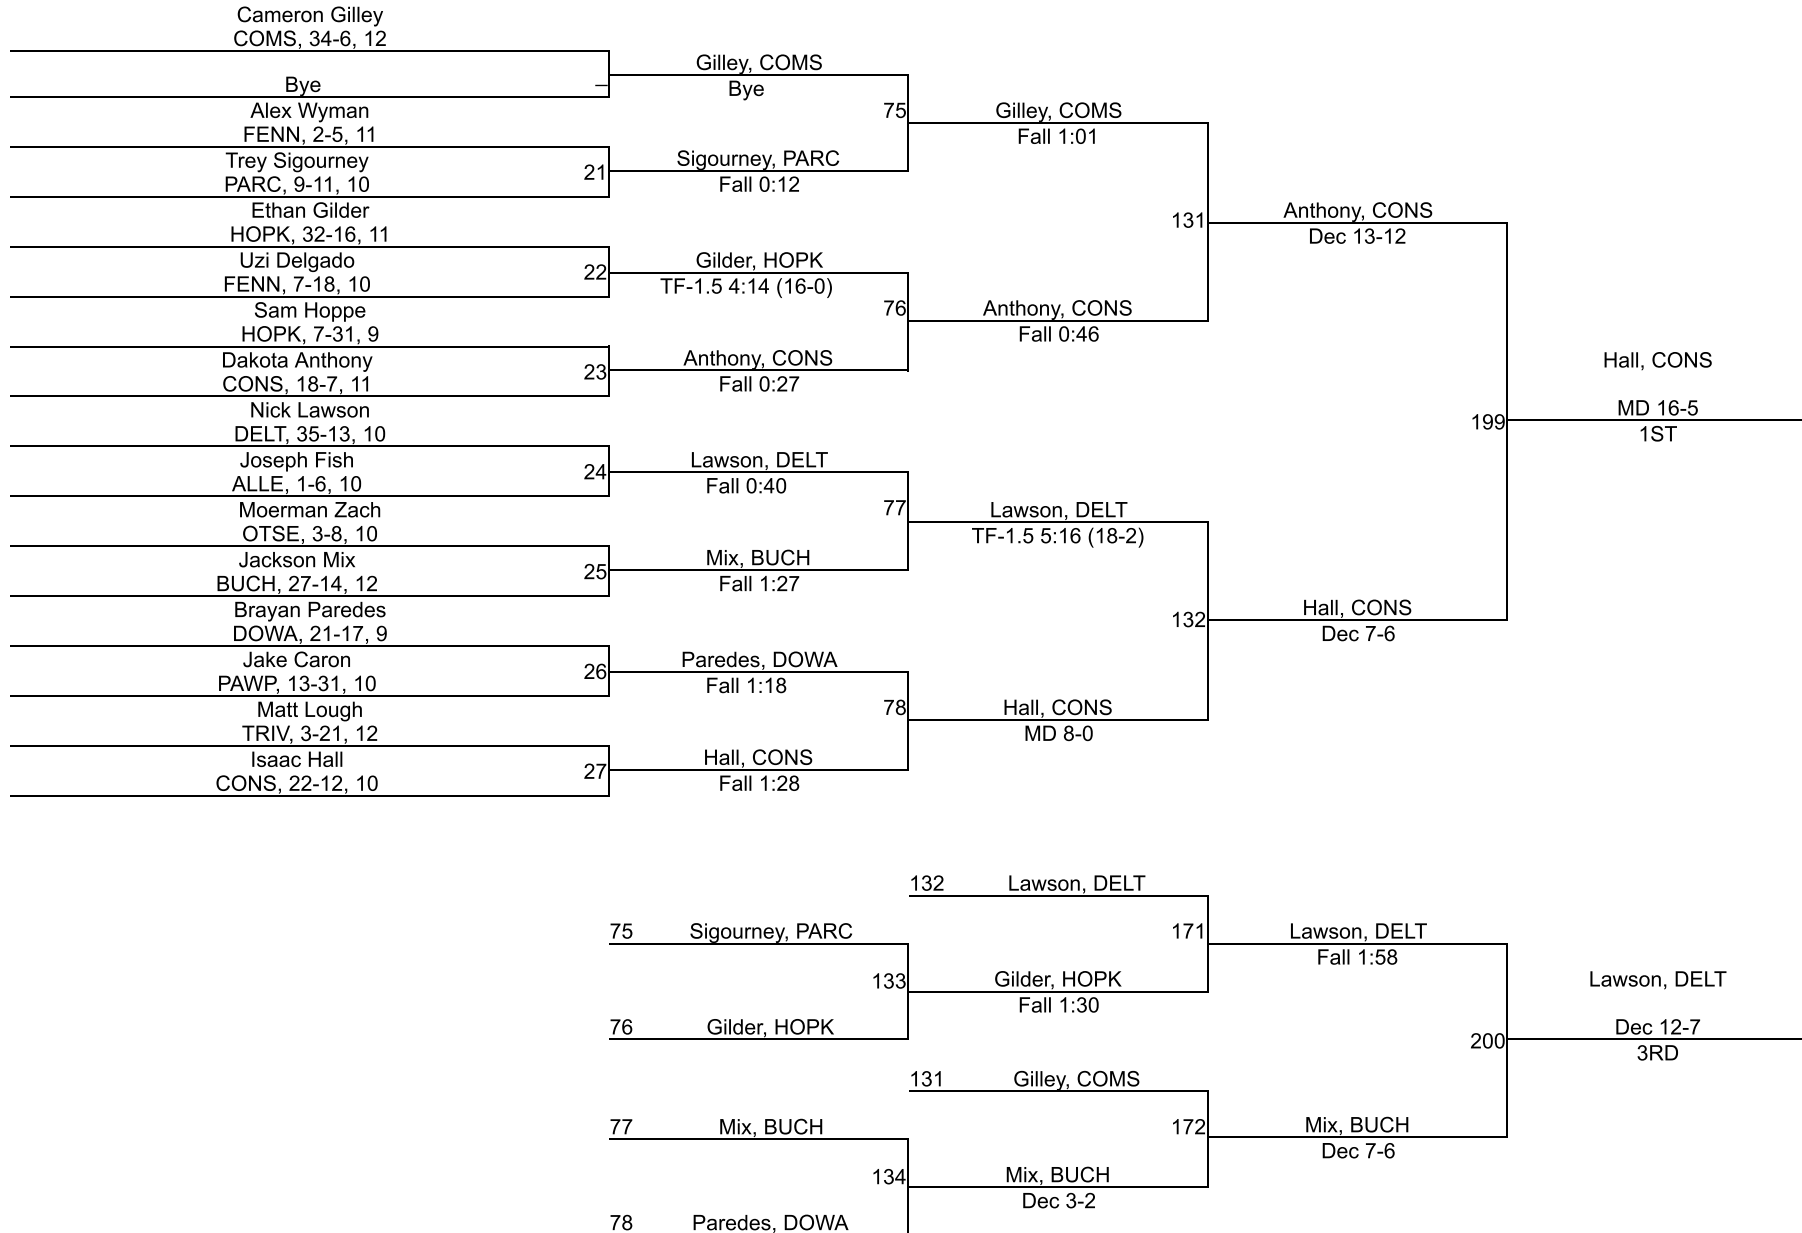 Cameron Gilley
COMS, 34-6, 12
Bye
Alex Wyman
FENN, 2-5, 11
Trey Sigourney
PARC, 9-11, 10
Ethan Gilder
HOPK, 32-16, 11
Uzi Delgado
FENN, 7-18, 10
Sam Hoppe
HOPK, 7-31, 9
Dakota Anthony
CONS, 18-7, 11
Nick Lawson
DELT, 35-13, 10
Joseph Fish
ALLE, 1-6, 10
Moerman Zach
OTSE, 3-8, 10
Jackson Mix
BUCH, 27-14, 12
Brayan Paredes
DOWA, 21-17, 9
Jake Caron
PAWP, 13-31, 10
Matt Lough
TRIV, 3-21, 12
Isaac Hall
CONS, 22-12, 10
–
21
22
23
24
25
26
27
Gilley, COMS
Bye
Sigourney, PARC
Fall 0:12
Gilder, HOPK
TF-1.5 4:14 (16-0)
Anthony, CONS
Fall 0:27
Lawson, DELT
Fall 0:40
Mix, BUCH
Fall 1:27
Paredes, DOWA
Fall 1:18
Hall, CONS
Fall 1:28
75
76
77
78
Gilley, COMS
Fall 1:01
Anthony, CONS
Fall 0:46
Lawson, DELT
TF-1.5 5:16 (18-2)
Hall, CONS
MD 8-0
131
132
Anthony, CONS
Dec 13-12
Hall, CONS
Dec 7-6
199
Hall, CONS
MD 16-5
1ST
132 Lawson, DELT
75 Sigourney, PARC
133
76 Gilder, HOPK
Gilder, HOPK
Fall 1:30
171
Lawson, DELT
Fall 1:58
131 Gilley, COMS
77 Mix, BUCH
134
78 Paredes, DOWA
Mix, BUCH
Dec 3-2
172
Mix, BUCH
Dec 7-6
200
Lawson, DELT
Dec 12-7
3RD